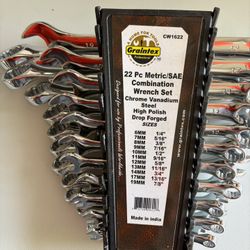 Graintex
CW1622
22 Pc Metric/SAE
Combination
Wrench Set
Chrome Vanadium
Steel
High Polish
Drop Forged
SIZES
6MM 1/4"
7MM 5/16"
8MM 3/8"
9MM 7/16"
10MM 1/2"
11MM 9/16"
12MM 5/8"
13MM 11/16"
14MM 3/4"
17MM 13/16"
19MM 7/8"
Made in India